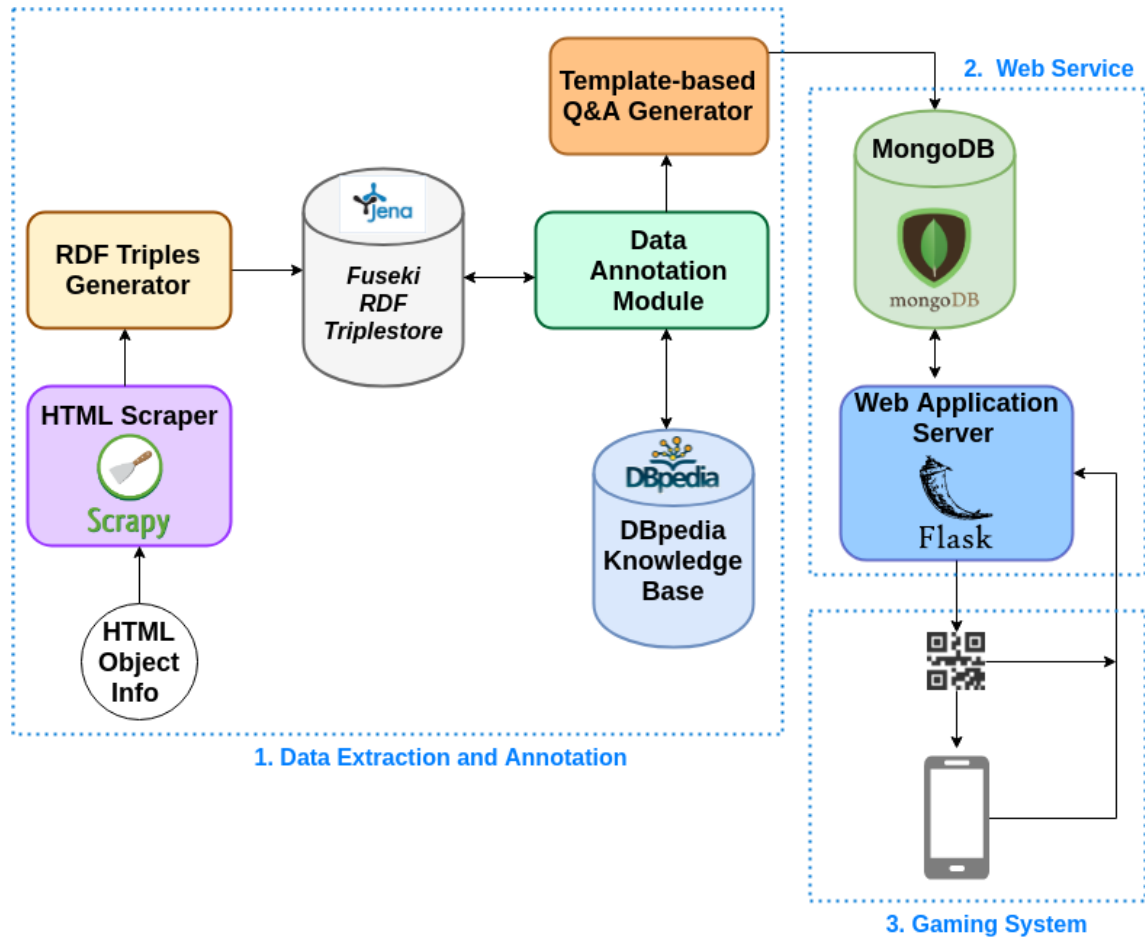 Template-based
Q&A Generator
2. Web Service
MongoDB
mongoDB
Jena
Fuseki
RDF
Triplestore
RDF Triples
Generator
Data
Annotation
Module
HTML Scraper
Scrapy
Web Application
Server
Flask
DBpedia
DBpedia
Knowledge
Base
HTML
Object
Info
1. Data Extraction and Annotation
3. Gaming System